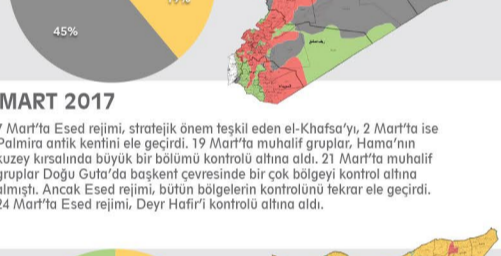 45%
MART 2017
7 Mart'ta Esed rejimi, stratejik önem teşkil eden el-Khafsa'yı, 2 Mart'ta ise
Palmira antik kentini ele geçirdi. 19 Mart'ta muhalif gruplar, Hama'nın
kuzey kırsalında büyük bir bölümü kontrolü altına aldı. 21 Mart'ta muhalif
gruplar Doğu Guta'da başkent çevresinde bir çok bölgeyi kontrol altına
almıştı. Ancak Esed rejimi, bütün bölgelerin kontrolünü tekrar ele geçirdi.
24 Mart'ta Esed rejimi, Deyr Hafir'i kontrolü altına aldı.